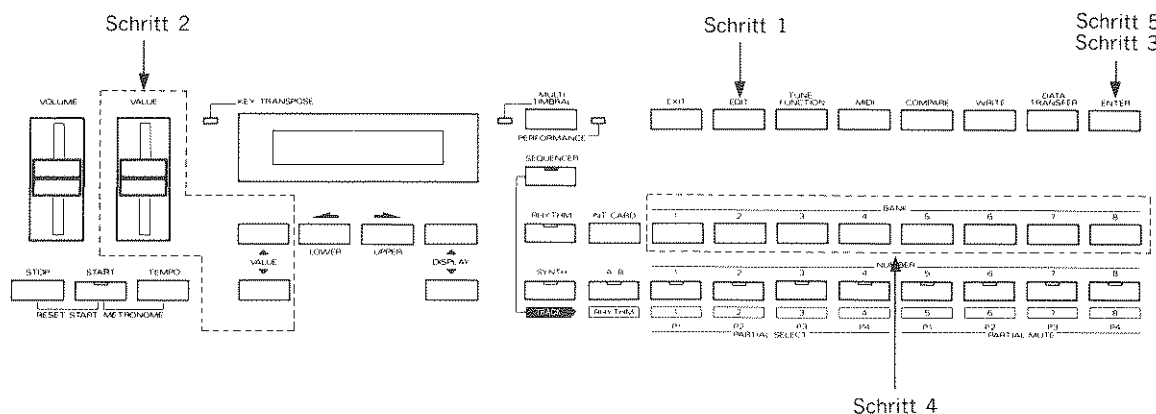 Schritt 2
Schritt 1
Schritt 5
Schritt 3
VOLUME
VALUE
KEY TRANSPOSE
MULTI
TIMBRAL
PERFORMANCE
EXIT
EDIT
TUNE
FUNCTION
MIDI
COMPARE
WRITE
DATA
TRANSFER
ENTER
SEQUENCER
RHYTHM
INT CARD
BANK
1 2 3 4 5 6 7 8
LOWER
UPPER
VALUE
DISPLAY
STOP
START
TEMPO
RESET START METRONOME
SYNTH
A B
NUMBER
1 2 3 4 5 6 7 8
TRACK
RHYTHM
1 2 3 4 5 6 7 8
P1 P2 P3 P4 P1 P2 P3 P4
PARTIAL SELECT
PARTIAL MUTE
Schritt 4